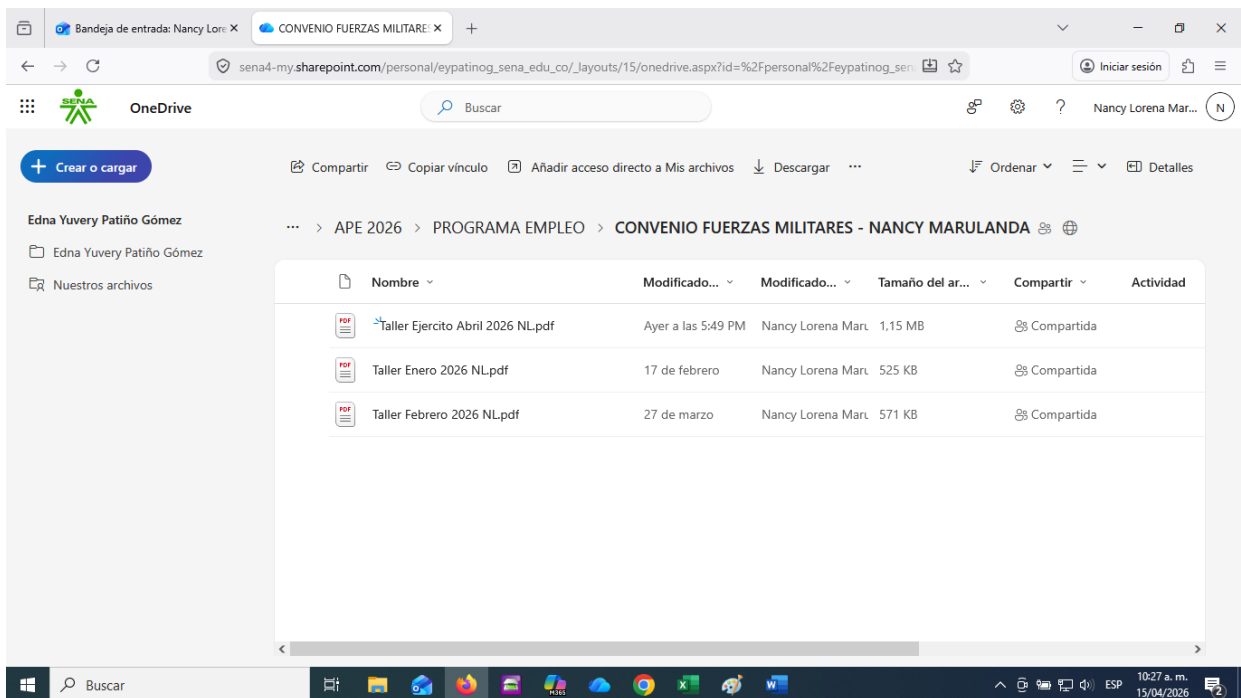 Bandeja de entrada: Nancy Lore
CONVENIO FUERZAS MILITARES
sena4-my.sharepoint.com/personal/eypatinog_sena_edu_co/_layouts/15/onedrive.aspx?id=%2Fpersonal%2Feypatinog_sen
Iniciar sesión
SENA
OneDrive
Buscar
Nancy Lorena Mar...
N
Crear o cargar
Compartir
Copiar vínculo
Añadir acceso directo a Mis archivos
Descargar
Ordenar
Detalles
Edna Yuvery Patiño Gómez
Edna Yuvery Patiño Gómez
Nuestros archivos
... > APE 2026 > PROGRAMA EMPLEO > CONVENIO FUERZAS MILITARES - NANCY MARULANDA
Nombre Modificado... Modificado... Tamaño del ar... Compartir Actividad
PDF Taller Ejercito Abril 2026 NL.pdf Ayer a las 5:49 PM Nancy Lorena Maru 1,15 MB Compartida
PDF Taller Enero 2026 NL.pdf 17 de febrero Nancy Lorena Maru 525 KB Compartida
PDF Taller Febrero 2026 NL.pdf 27 de marzo Nancy Lorena Maru 571 KB Compartida
Buscar
M365
ESP
10:27 a. m.
15/04/2026
2